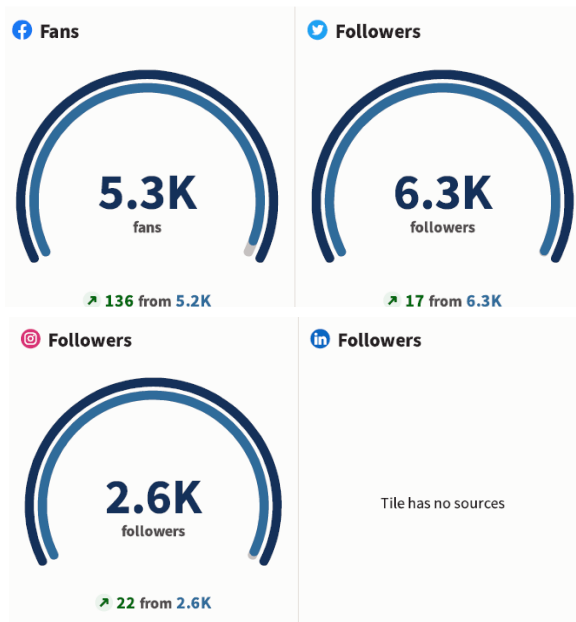 Fans
5.3K
fans
136 from 5.2K
Followers
6.3K
followers
17 from 6.3K
Followers
2.6K
followers
22 from 2.6K
Followers
Tile has no sources